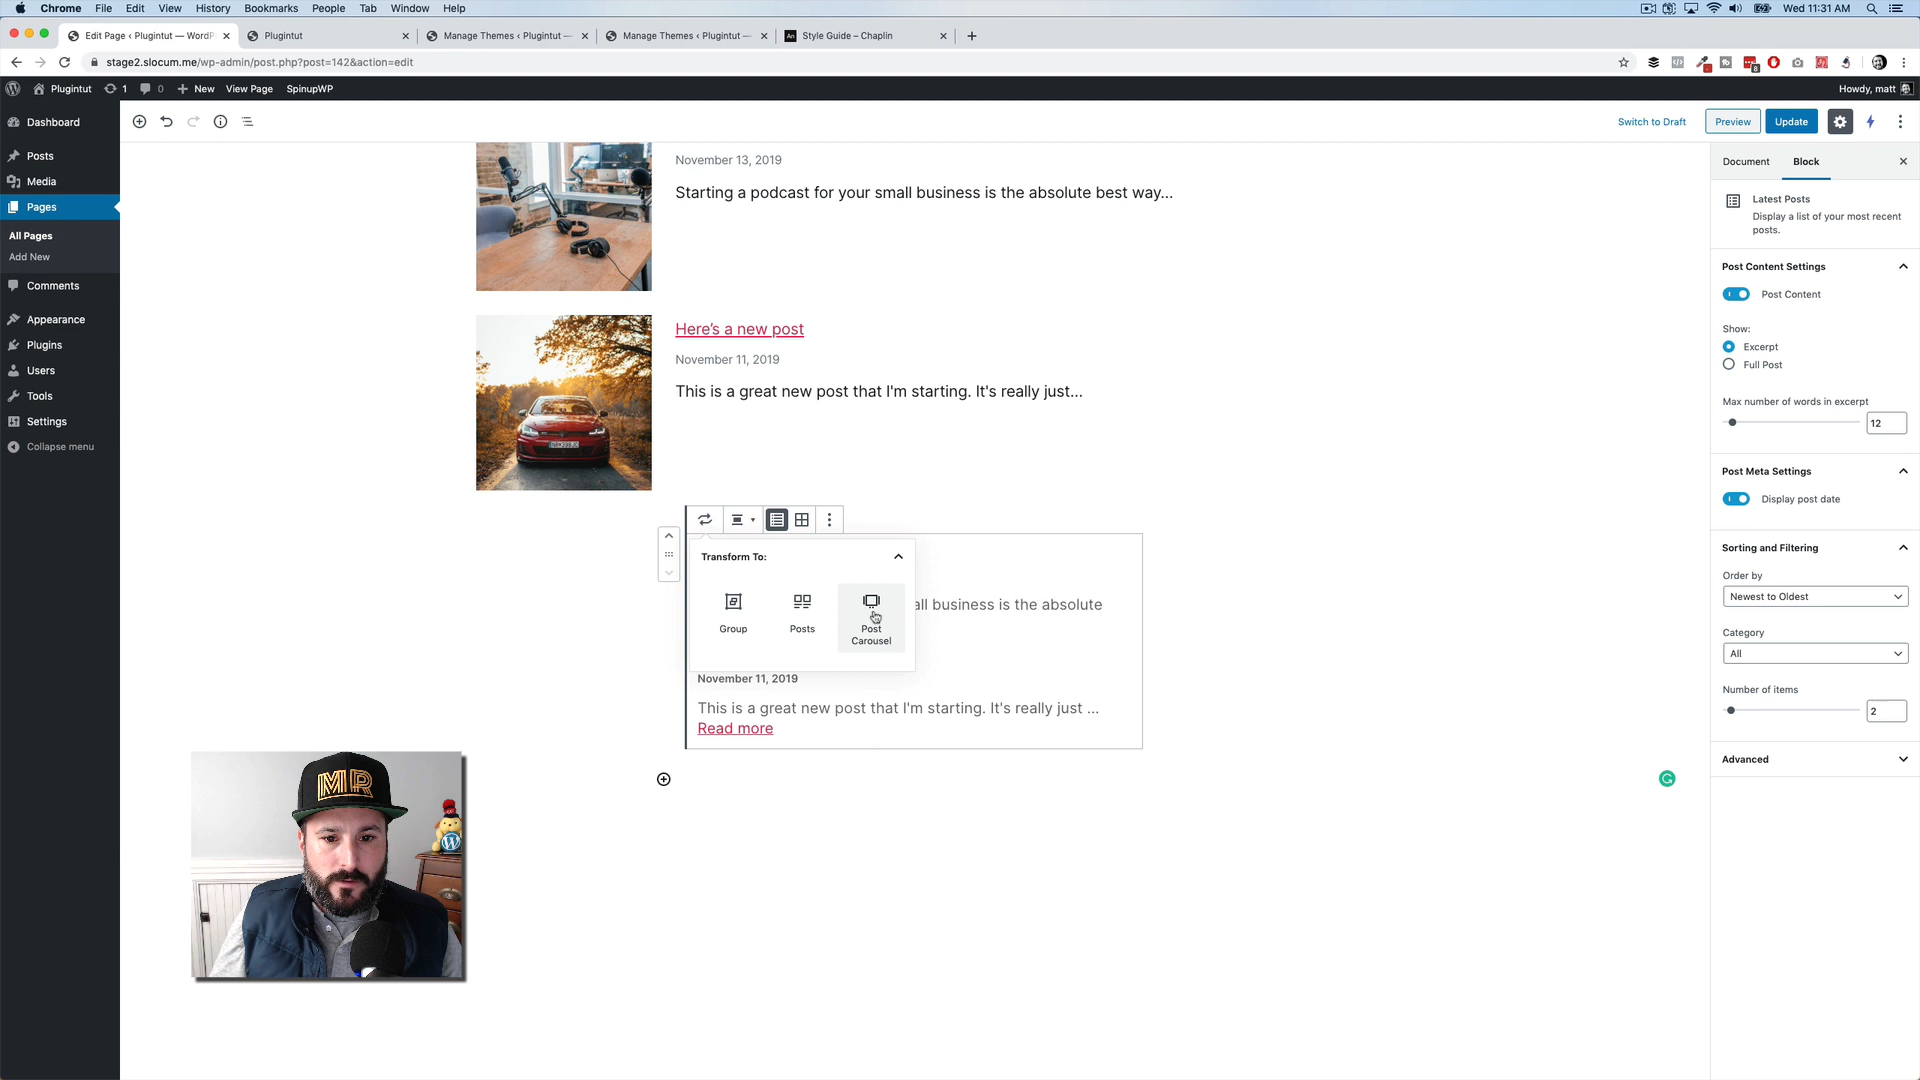 Chrome File Edit View History Bookmarks People Tab Window Help
Wed 11:31 AM
Edit Page ‹ Plugintut — WordP
Plugintut
Manage Themes ‹ Plugintut —
Manage Themes ‹ Plugintut —
Style Guide – Chaplin
stage2.slocum.me/wp-admin/post.php?post=142&action=edit
Plugintut 1 0 New View Page SpinupWP
Howdy, matt
Dashboard
Posts
Media
Pages
All Pages
Add New
Comments
Appearance
Plugins
Users
Tools
Settings
Collapse menu
Switch to Draft
Preview
Update
November 13, 2019
Starting a podcast for your small business is the absolute best way…
Here's a new post
November 11, 2019
This is a great new post that I'm starting. It's really just…
Transform To:
Group
Posts
Post
Carousel
all business is the absolute
November 11, 2019
This is a great new post that I'm starting. It's really just ...
Read more
MR
Document
Block
Latest Posts
Display a list of your most recent
posts.
Post Content Settings
Post Content
Show:
Excerpt
Full Post
Max number of words in excerpt
12
Post Meta Settings
Display post date
Sorting and Filtering
Order by
Newest to Oldest
Category
All
Number of items
2
Advanced